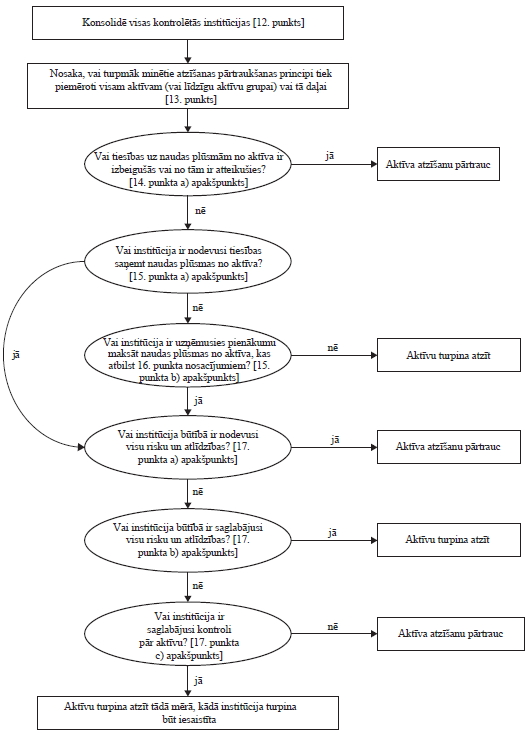 Konsolidē visas kontrolētās institūcijas [12. punkts]
Nosaka, vai turpmāk minētie atzīšanas pārtraukšanas principi tiek
piemēroti visam aktīvam (vai līdzīgu aktīvu grupai) vai tā daļai
[13. punkts]
Vai tiesības uz naudas plūsmām no aktīva ir
izbeigušās vai no tām ir atteikušies?
[14. punkta a) apakšpunkts]
jā
Aktīva atzīšanu pārtrauc
nē
Vai institūcija ir nodevusi tiesības
saņemt naudas plūsmas no aktīva?
[15. punkta a) apakšpunkts]
nē
jā
Vai institūcija ir uzņēmusies pienākumu
maksāt naudas plūsmas no aktīva, kas
atbilst 16. punkta nosacījumiem? [15.
punkta b) apakšpunkts]
nē
Aktīvu turpina atzīt
jā
Vai institūcija būtībā ir nodevusi
visu risku un atlīdzības? [17.
punkta a) apakšpunkts]
jā
Aktīva atzīšanu pārtrauc
nē
Vai institūcija būtībā ir saglabājusi
visu risku un atlīdzības? [17.
punkta b) apakšpunkts]
jā
Aktīvu turpina atzīt
nē
Vai institūcija ir
saglabājusi kontroli
pār aktīvu? [17. punkta
c) apakšpunkts]
nē
Aktīva atzīšanu pārtrauc
jā
Aktīvu turpina atzīt tādā mērā, kādā institūcija turpina
būt iesaistīta